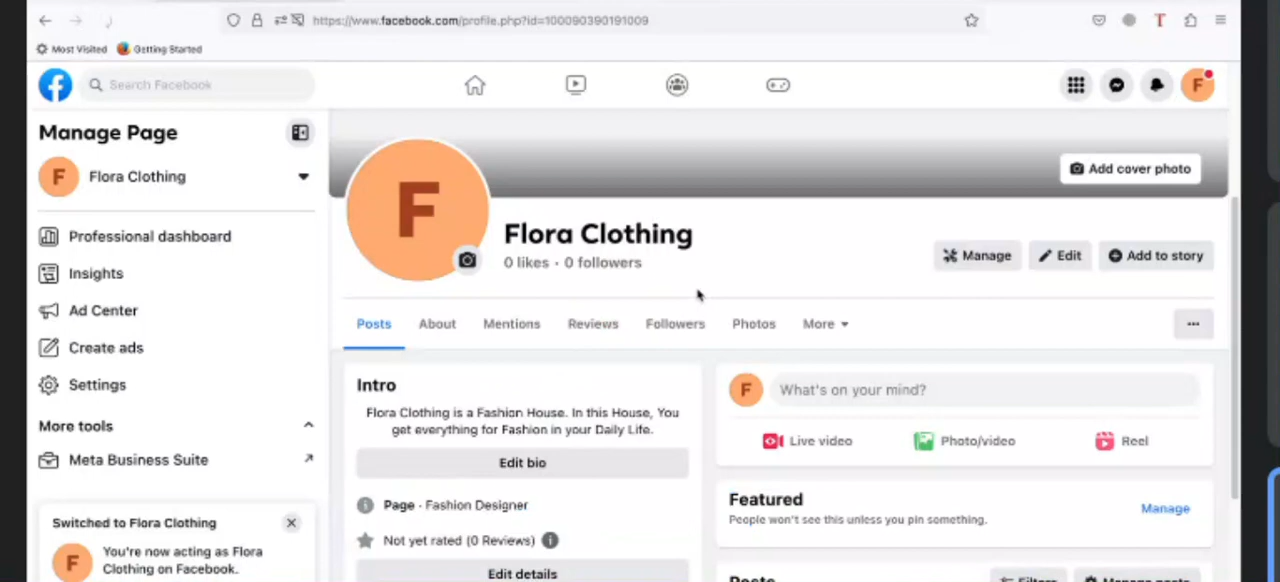 https://www.facebook.com/profile.php?id=100090390191009
T
Most Visited Getting Started
Search Facebook
F
Manage Page
F Flora Clothing
Add cover photo
F
Flora Clothing
0 likes · 0 followers
Manage Edit Add to story
Professional dashboard
Insights
Ad Center
Create ads
Settings
More tools
Meta Business Suite
Switched to Flora Clothing
F You're now acting as Flora
Clothing on Facebook.
Posts About Mentions Reviews Followers Photos More
Intro
Flora Clothing is a Fashion House. In this House, You
get everything for Fashion in your Daily Life.
Edit bio
Page · Fashion Designer
Not yet rated (0 Reviews)
Edit details
F What's on your mind?
Live video Photo/video Reel
Featured
People won't see this unless you pin something.
Manage
Posts
Filters Manage posts